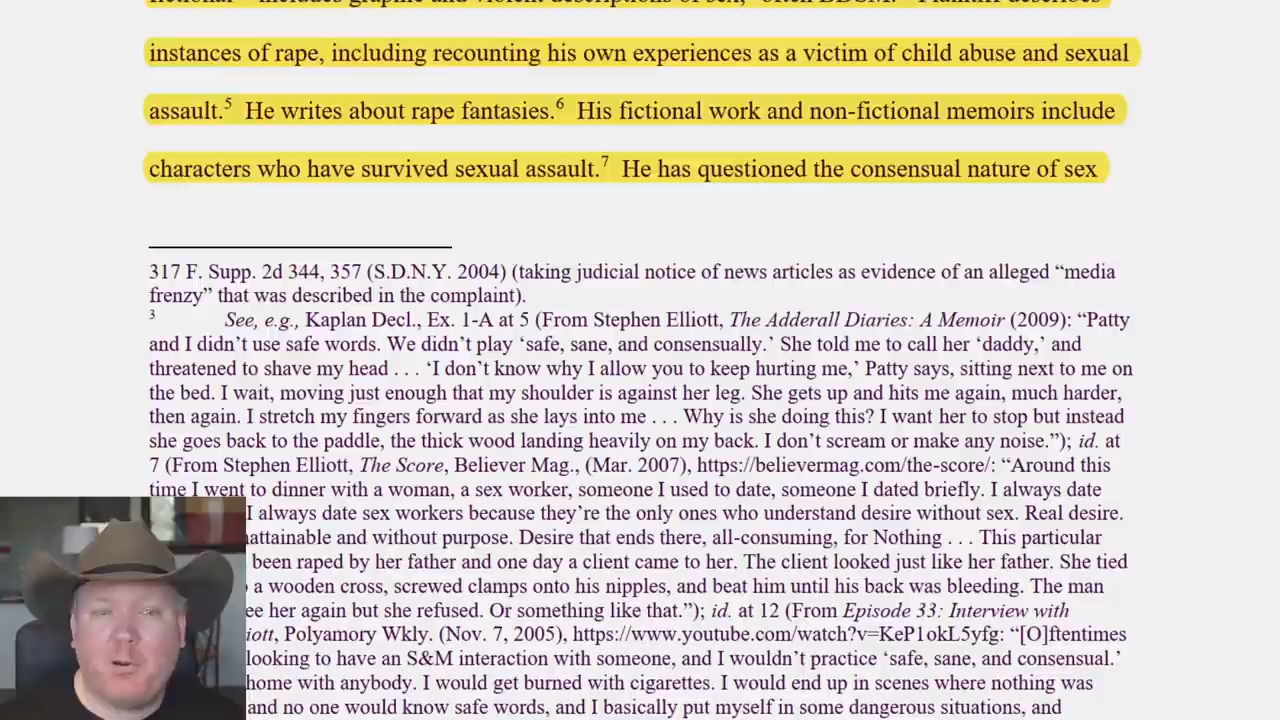 fictional includes graphic and violent descriptions of sex, often BDSM. Plaintiff describes
instances of rape, including recounting his own experiences as a victim of child abuse and sexual
assault.5 He writes about rape fantasies.6 His fictional work and non-fictional memoirs include
characters who have survived sexual assault.7 He has questioned the consensual nature of sex
317 F. Supp. 2d 344, 357 (S.D.N.Y. 2004) (taking judicial notice of news articles as evidence of an alleged “media
frenzy” that was described in the complaint).
3 See, e.g., Kaplan Decl., Ex. 1-A at 5 (From Stephen Elliott, The Adderall Diaries: A Memoir (2009): “Patty
and I didn’t use safe words. We didn’t play ‘safe, sane, and consensually.’ She told me to call her ‘daddy,’ and
threatened to shave my head . . . ‘I don’t know why I allow you to keep hurting me,’ Patty says, sitting next to me on
the bed. I wait, moving just enough that my shoulder is against her leg. She gets up and hits me again, much harder,
then again. I stretch my fingers forward as she lays into me . . . Why is she doing this? I want her to stop but instead
she goes back to the paddle, the thick wood landing heavily on my back. I don’t scream or make any noise.”); id. at
7 (From Stephen Elliott, The Score, Believer Mag., (Mar. 2007), https://believermag.com/the-score/: “Around this
time I went to dinner with a woman, a sex worker, someone I used to date, someone I dated briefly. I always date
I always date sex workers because they’re the only ones who understand desire without sex. Real desire.
attainable and without purpose. Desire that ends there, all-consuming, for Nothing . . . This particular
been raped by her father and one day a client came to her. The client looked just like her father. She tied
a wooden cross, screwed clamps onto his nipples, and beat him until his back was bleeding. The man
ee her again but she refused. Or something like that.”); id. at 12 (From Episode 33: Interview with
iott, Polyamory Wkly. (Nov. 7, 2005), https://www.youtube.com/watch?v=KeP1okL5yfg: “[O]ftentimes
looking to have an S&M interaction with someone, and I wouldn’t practice ‘safe, sane, and consensual.’
home with anybody. I would get burned with cigarettes. I would end up in scenes where nothing was
and no one would know safe words, and I basically put myself in some dangerous situations, and